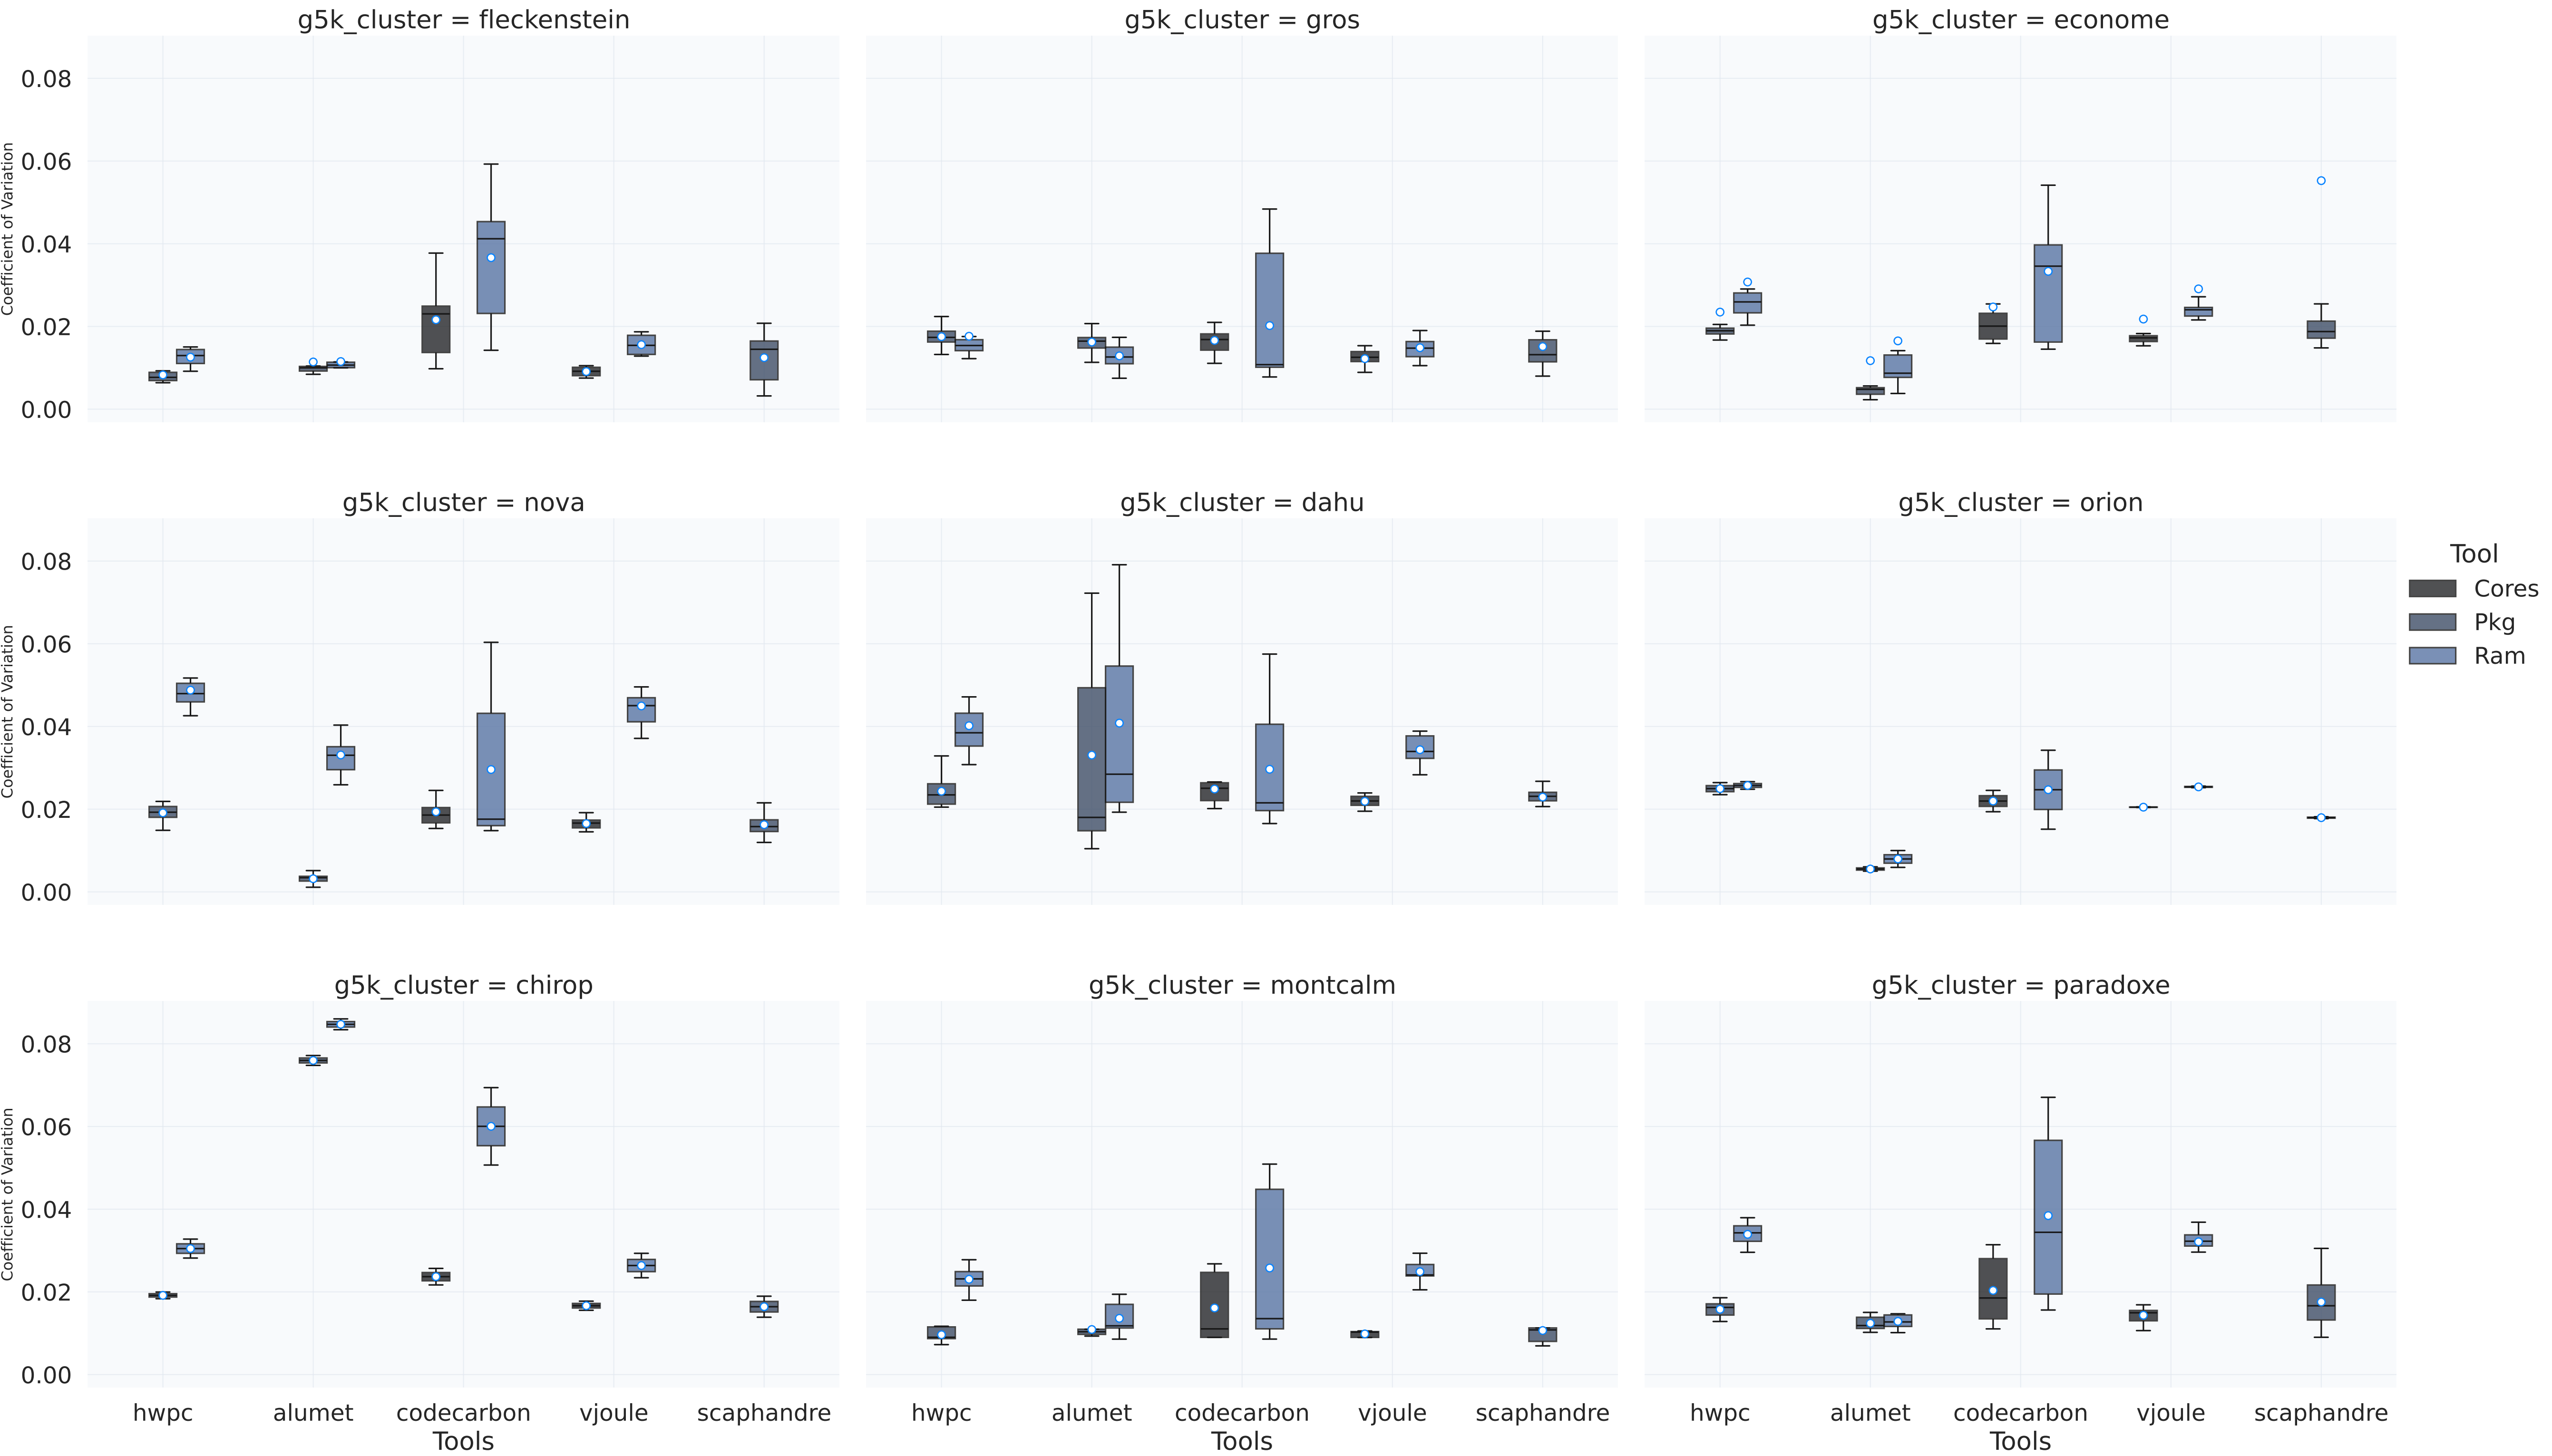 g5k_cluster = fleckenstein
g5k_cluster = gros
g5k_cluster = econome
Coefficient of Variation
0.08
0.06
0.04
0.02
0.00
g5k_cluster = nova
g5k_cluster = dahu
g5k_cluster = orion
Coefficient of Variation
0.08
0.06
0.04
0.02
0.00
Tool
Cores
Pkg
Ram
g5k_cluster = chirop
g5k_cluster = montcalm
g5k_cluster = paradoxe
Coefficient of Variation
0.08
0.06
0.04
0.02
0.00
hwpc alumet codecarbon vjoule scaphandre
Tools
hwpc alumet codecarbon vjoule scaphandre
Tools
hwpc alumet codecarbon vjoule scaphandre
Tools